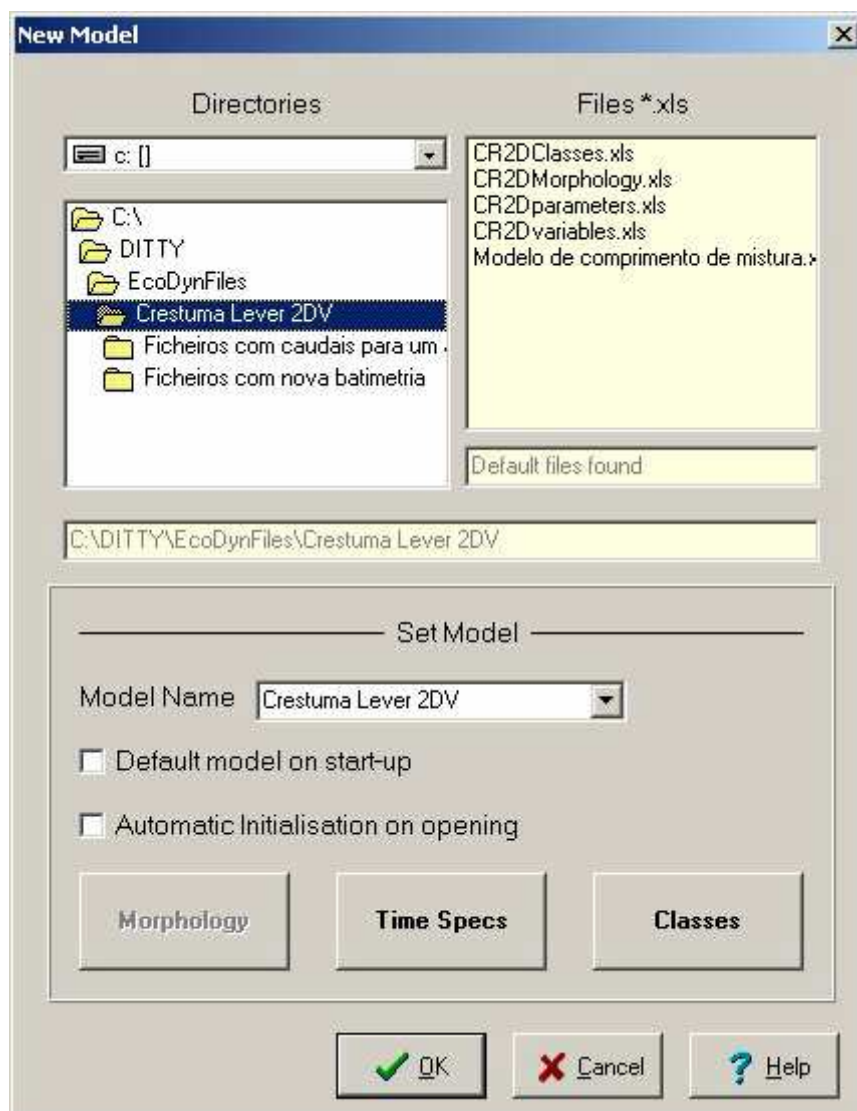 New Model
Directories
Files *.xls
c: []
C:\
DITTY
EcoDynFiles
Crestuma Lever 2DV
Ficheiros com caudais para um
Ficheiros com nova batimetria
CR2DClasses.xls
CR2DMorphology.xls
CR2Dparameters.xls
CR2Dvariables.xls
Modelo de comprimento de mistura.x
Default files found
C:\DITTY\EcoDynFiles\Crestuma Lever 2DV
Set Model
Model Name
Crestuma Lever 2DV
Default model on start-up
Automatic Initialisation on opening
Morphology
Time Specs
Classes
OK
Cancel
Help